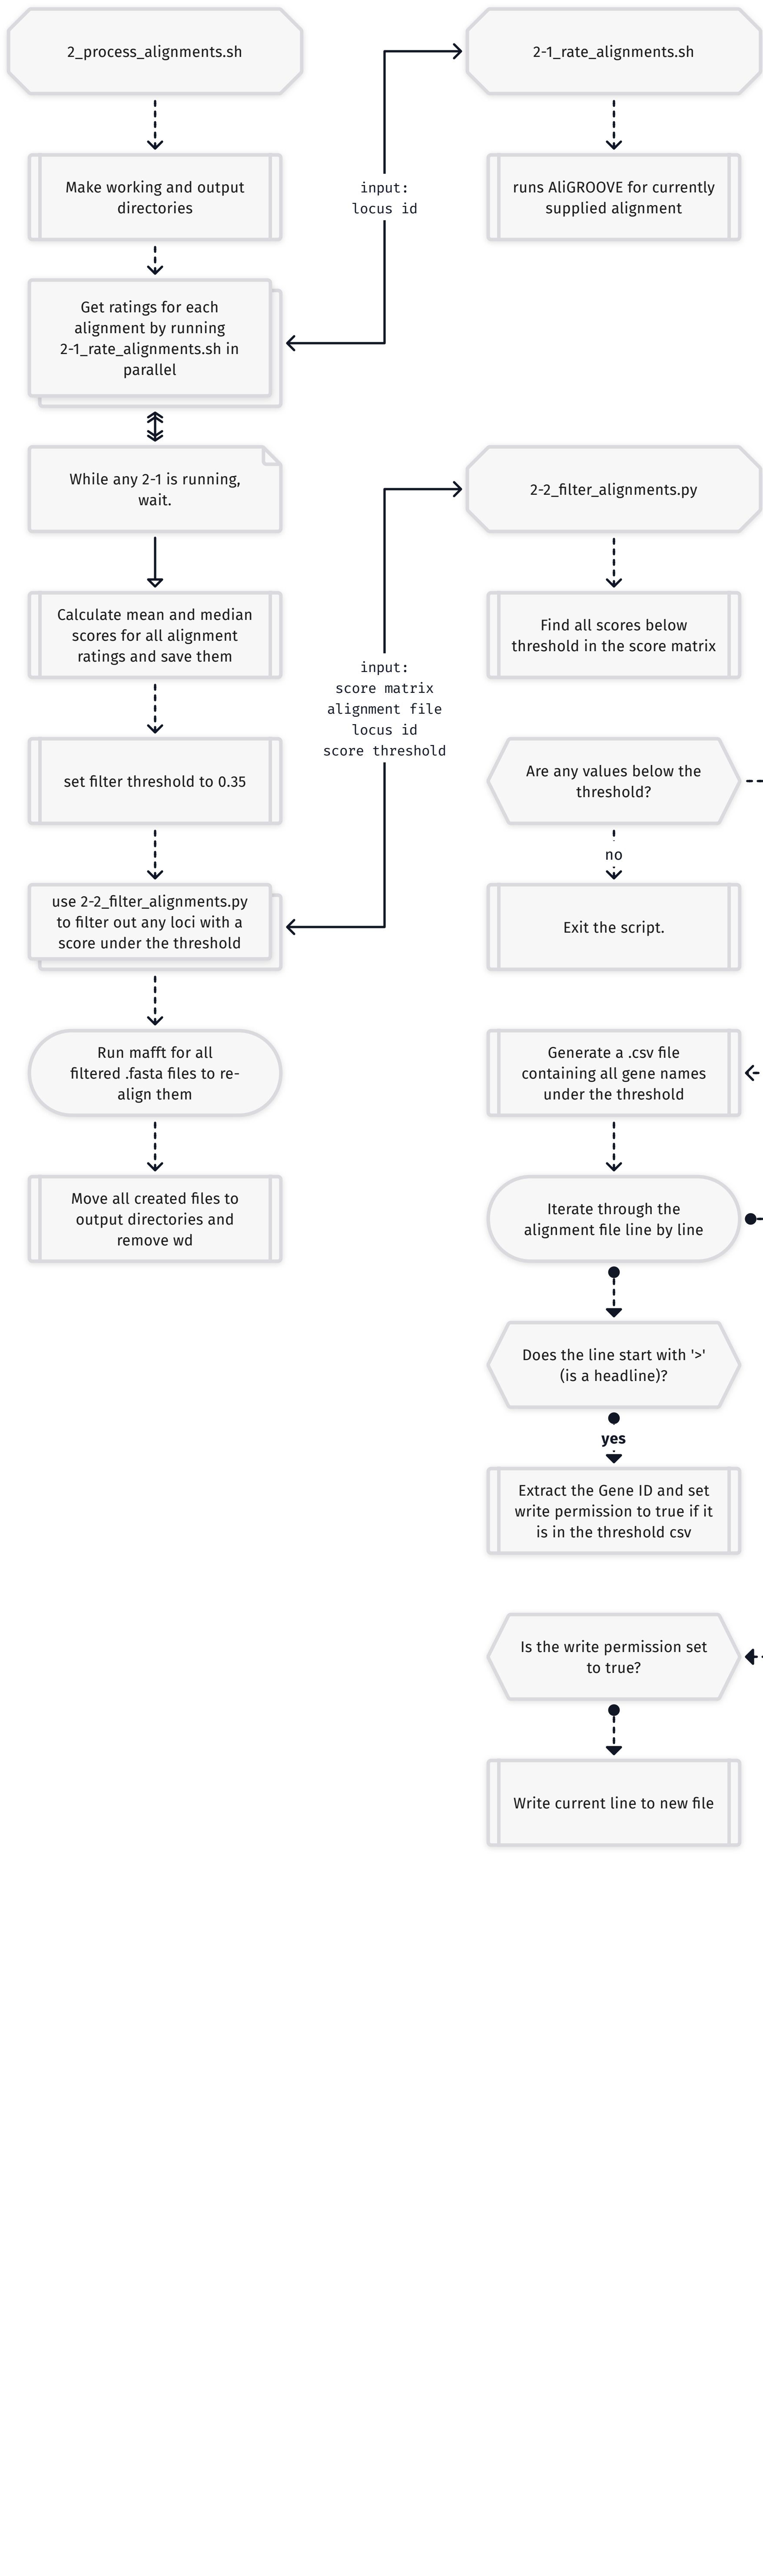 2_process_alignments.sh
Make working and output
directories
Get ratings for each
alignment by running
2-1_rate_alignments.sh in
parallel
While any 2-1 is running,
wait.
Calculate mean and median
scores for all alignment
ratings and save them
set filter threshold to 0.35
use 2-2_filter_alignments.py
to filter out any loci with a
score under the threshold
Run mafft for all
filtered .fasta files to re-
align them
Move all created files to
output directories and
remove wd
input:
locus id
input:
score matrix
alignment file
locus id
score threshold
2-1_rate_alignments.sh
runs AliGROOVE for currently
supplied alignment
2-2_filter_alignments.py
Find all scores below
threshold in the score matrix
Are any values below the
threshold?
no
Exit the script.
Generate a .csv file
containing all gene names
under the threshold
Iterate through the
alignment file line by line
Does the line start with '>'
(is a headline)?
yes
Extract the Gene ID and set
write permission to true if it
is in the threshold csv
Is the write permission set
to true?
Write current line to new file